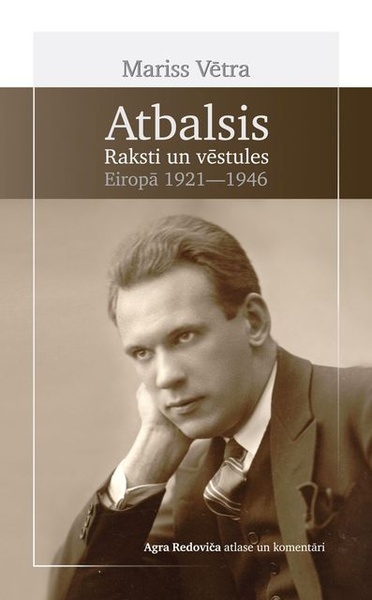 Mariss Vētra
Atbalsis
Raksti un vēstules
Eiropā 1921—1946
Agra Redoviča atlase un komentāri